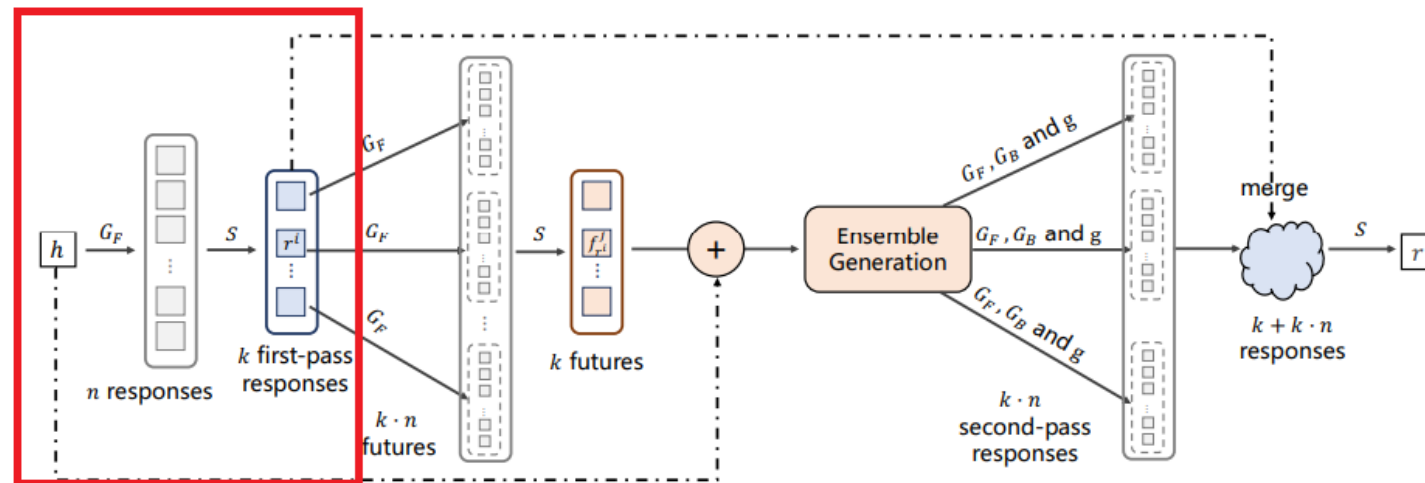 h
G_F
n responses
S
r^i
k first-pass
responses
G_F
G_F
G_F
k · n
futures
S
f_{r^i}^j
k futures
+
Ensemble
Generation
G_F, G_B and g
G_F, G_B and g
G_F, G_B and g
k · n
second-pass
responses
merge
k + k · n
responses
S
r